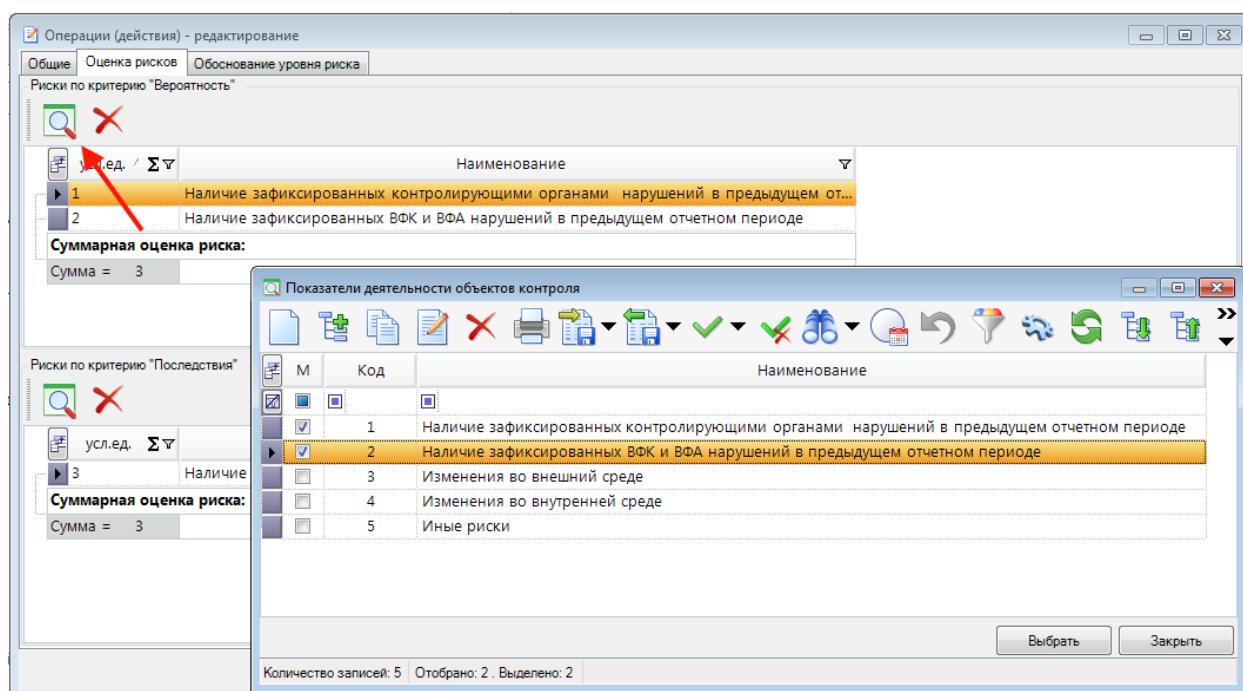 Операции (действия) - редактирование
Общие Оценка рисков Обоснование уровня риска
Риски по критерию "Вероятность"
усл.ед. Σ Наименование
1 Наличие зафиксированных контролирующими органами нарушений в предыдущем от...
2 Наличие зафиксированных ВФК и ВФА нарушений в предыдущем отчетном периоде
Суммарная оценка риска:
Сумма = 3
Показатели деятельности объектов контроля
Риски по критерию "Последствия"
М Код Наименование
1 Наличие зафиксированных контролирующими органами нарушений в предыдущем отчетном периоде
усл.ед. Σ
2 Наличие зафиксированных ВФК и ВФА нарушений в предыдущем отчетном периоде
3 Наличие
3 Изменения во внешний среде
Суммарная оценка риска:
4 Изменения во внутренней среде
Сумма = 3
5 Иные риски
Выбрать Закрыть
Количество записей: 5 Отобрано: 2 . Выделено: 2